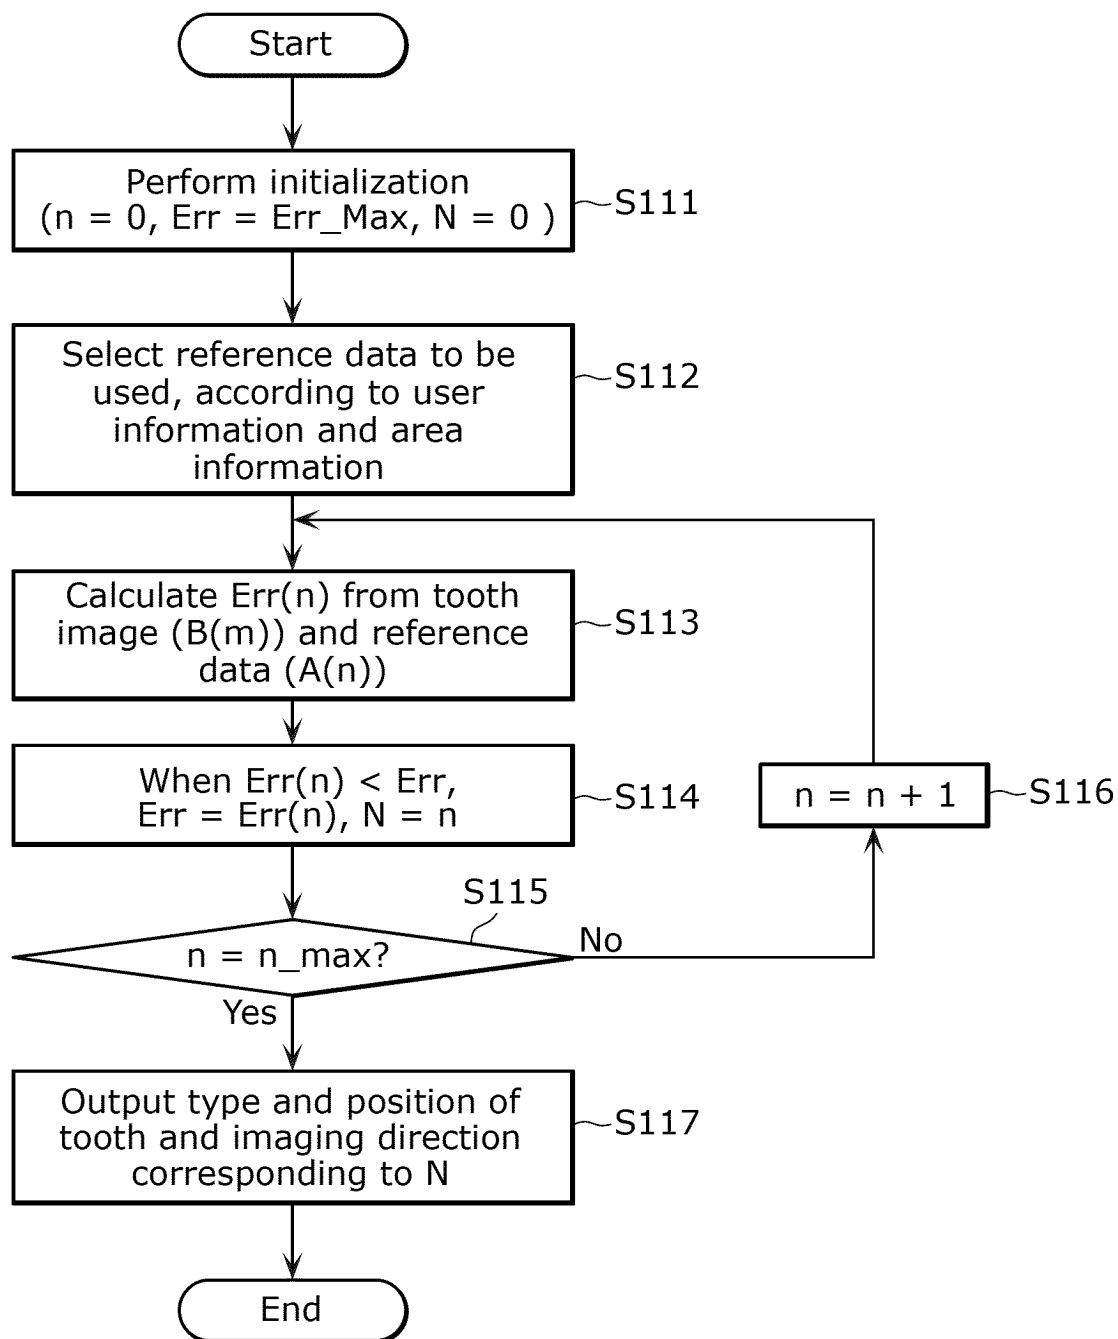 Start
Perform initialization
(n = 0, Err = Err_Max, N = 0 )
S111
Select reference data to be
used, according to user
information and area
information
S112
Calculate Err(n) from tooth
image (B(m)) and reference
data (A(n))
S113
When Err(n) < Err,
Err = Err(n), N = n
S114
n = n + 1
S116
S115
n = n_max?
No
Yes
Output type and position of
tooth and imaging direction
corresponding to N
S117
End